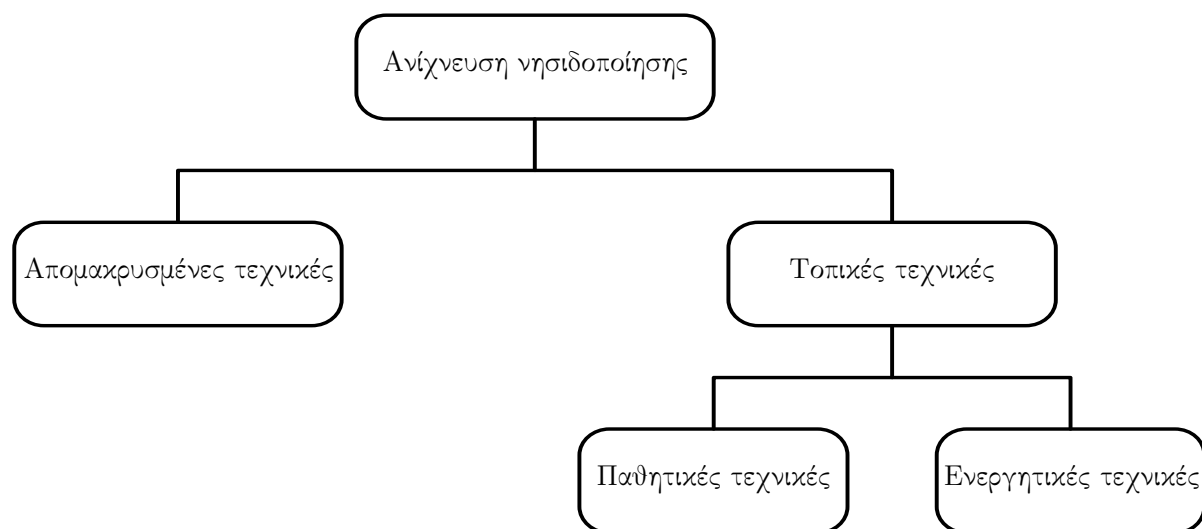 Ανίχνευση νησιδοποίησης
Απομακρυσμένες τεχνικές
Τοπικές τεχνικές
Παθητικές τεχνικές
Ενεργητικές τεχνικές